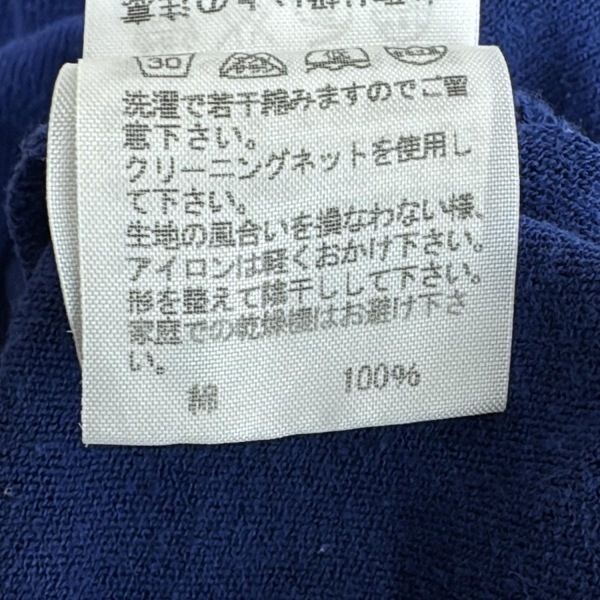 30
洗濯で若干縮みますのでご留
意下さい。
クリーニングネットを使用し
て下さい。
生地の風合いを損なわない様、
アイロンは軽くおかけ下さい。
形を整えて陰干しして下さい。
家庭での乾燥機はお避け下さ
い。
綿 100%